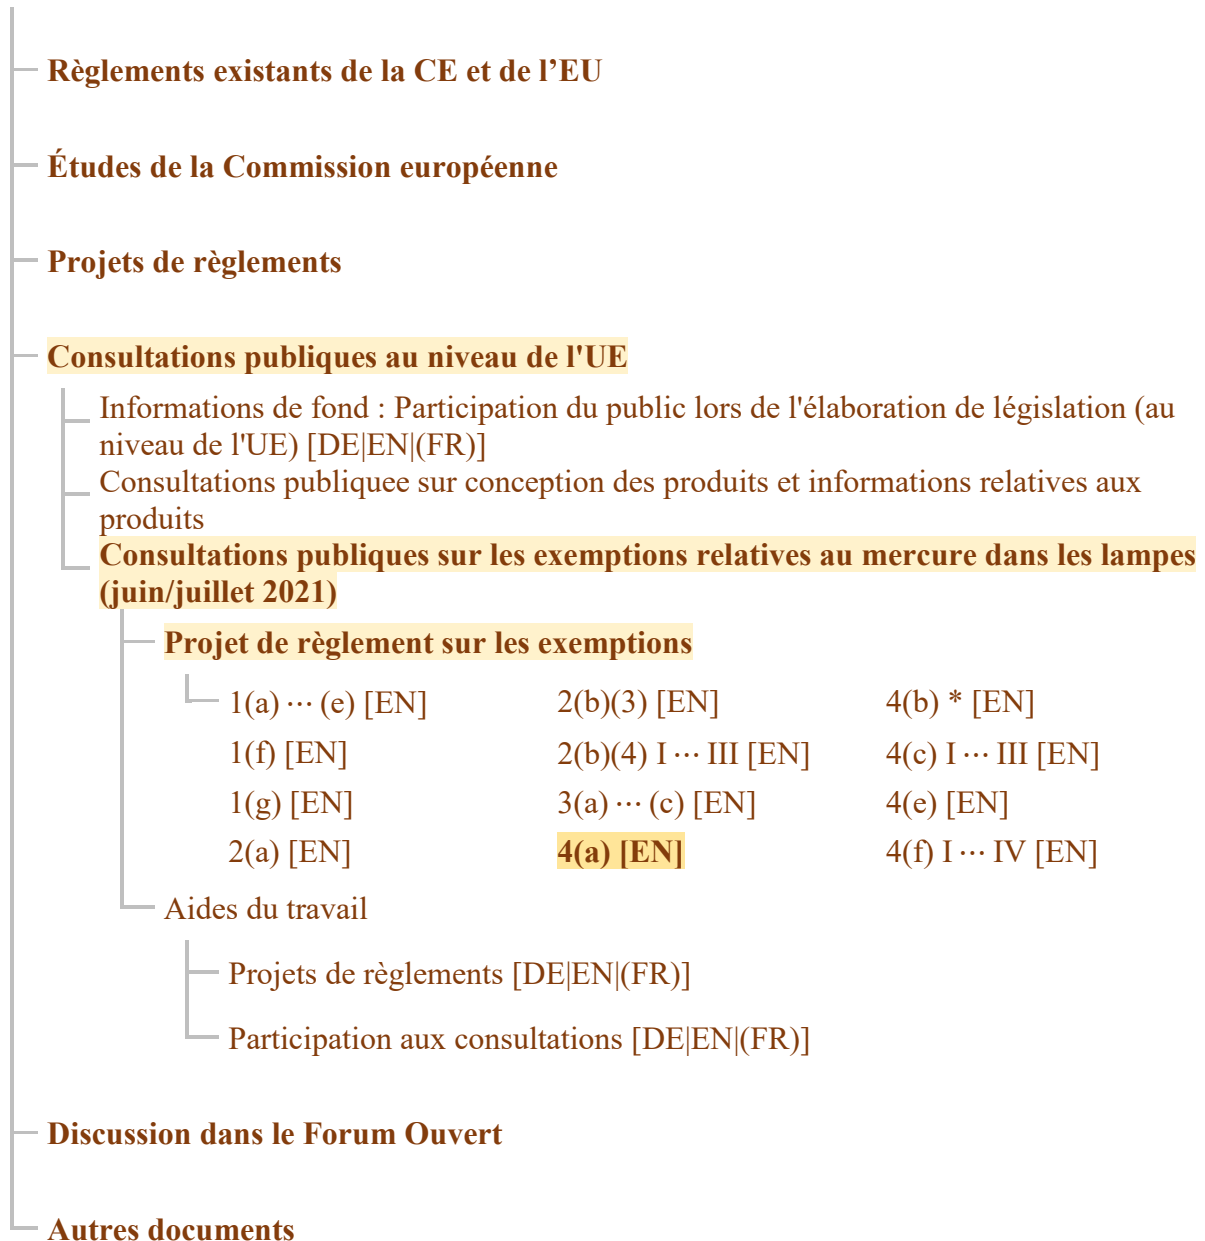 Règlements existants de la CE et de l’EU
Études de la Commission européenne
Projets de règlements
Consultations publiques au niveau de l'UE
Informations de fond : Participation du public lors de l'élaboration de législation (au
niveau de l'UE) [DE|EN|(FR)]
Consultations publiquee sur conception des produits et informations relatives aux
produits
Consultations publiques sur les exemptions relatives au mercure dans les lampes
(juin/juillet 2021)
Projet de règlement sur les exemptions
1(a) ··· (e) [EN] 2(b)(3) [EN] 4(b) * [EN]
1(f) [EN] 2(b)(4) I ··· III [EN] 4(c) I ··· III [EN]
1(g) [EN] 3(a) ··· (c) [EN] 4(e) [EN]
2(a) [EN] 4(a) [EN] 4(f) I ··· IV [EN]
Aides du travail
Projets de règlements [DE|EN|(FR)]
Participation aux consultations [DE|EN|(FR)]
Discussion dans le Forum Ouvert
Autres documents